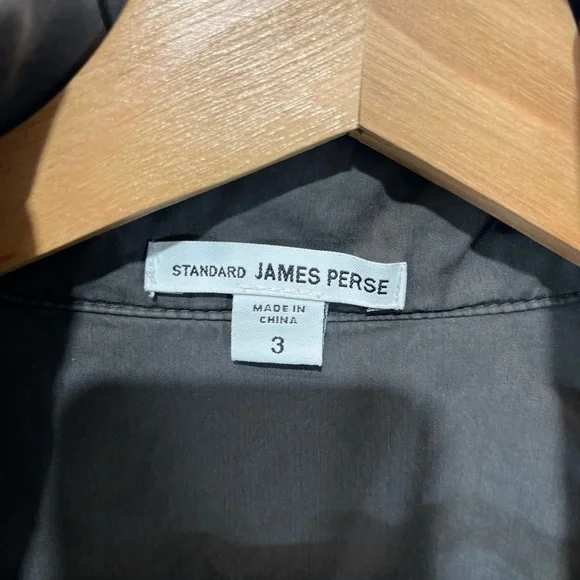 STANDARD JAMES PERSE
MADE IN
CHINA
3